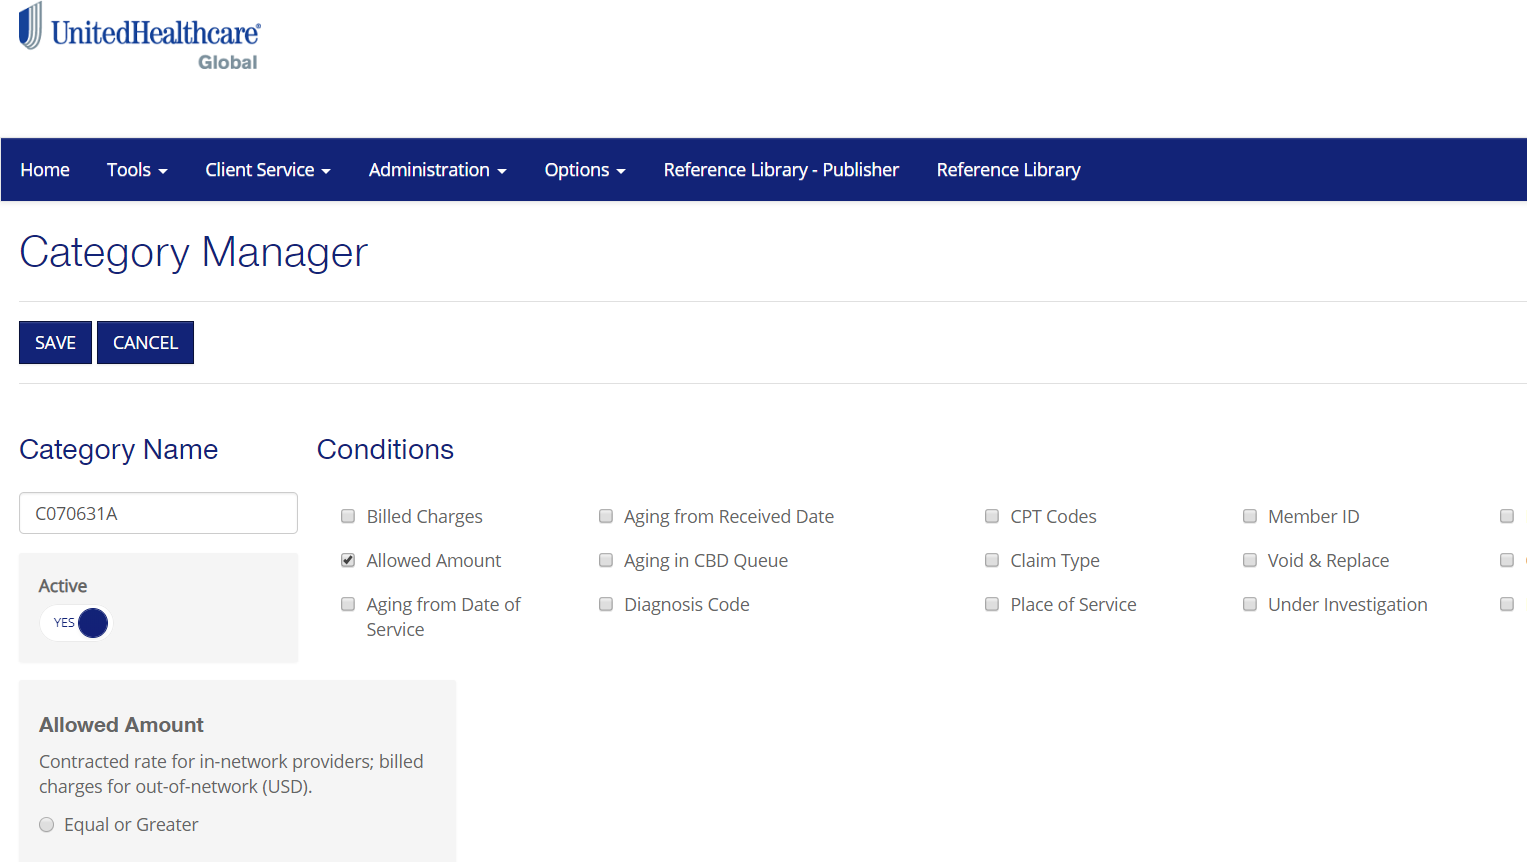 UnitedHealthcare®
Global
Home Tools Client Service Administration Options Reference Library - Publisher Reference Library
Category Manager
SAVE CANCEL
Category Name
C070631A
Active
YES
Conditions
Billed Charges
Allowed Amount
Aging from Date of
Service
Aging from Received Date
Aging in CBD Queue
Diagnosis Code
CPT Codes
Claim Type
Place of Service
Member ID
Void & Replace
Under Investigation
Allowed Amount
Contracted rate for in-network providers; billed
charges for out-of-network (USD).
Equal or Greater